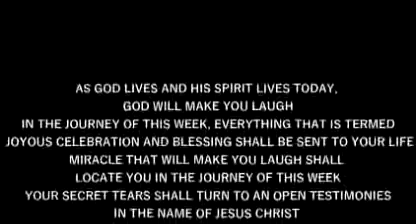 AS GOD LIVES AND HIS SPIRIT LIVES TODAY,
GOD WILL MAKE YOU LAUGH
IN THE JOURNEY OF THIS WEEK, EVERYTHING THAT IS TERMED
JOYOUS CELEBRATION AND BLESSING SHALL BE SENT TO YOUR LIFE
MIRACLE THAT WILL MAKE YOU LAUGH SHALL
LOCATE YOU IN THE JOURNEY OF THIS WEEK
YOUR SECRET TEARS SHALL TURN TO AN OPEN TESTIMONIES
IN THE NAME OF JESUS CHRIST